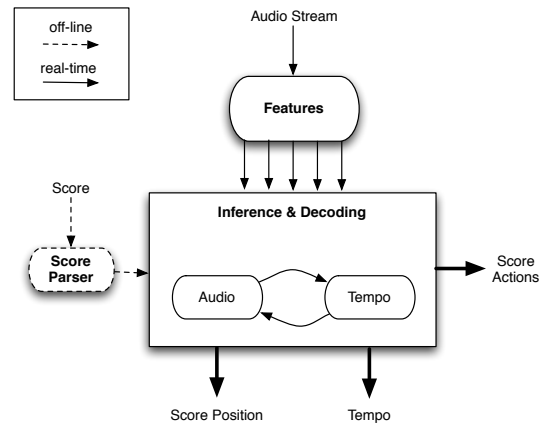 off-line
real-time
Audio Stream
Features
Score
Score
Parser
Inference & Decoding
Audio
Tempo
Score
Actions
Score Position
Tempo